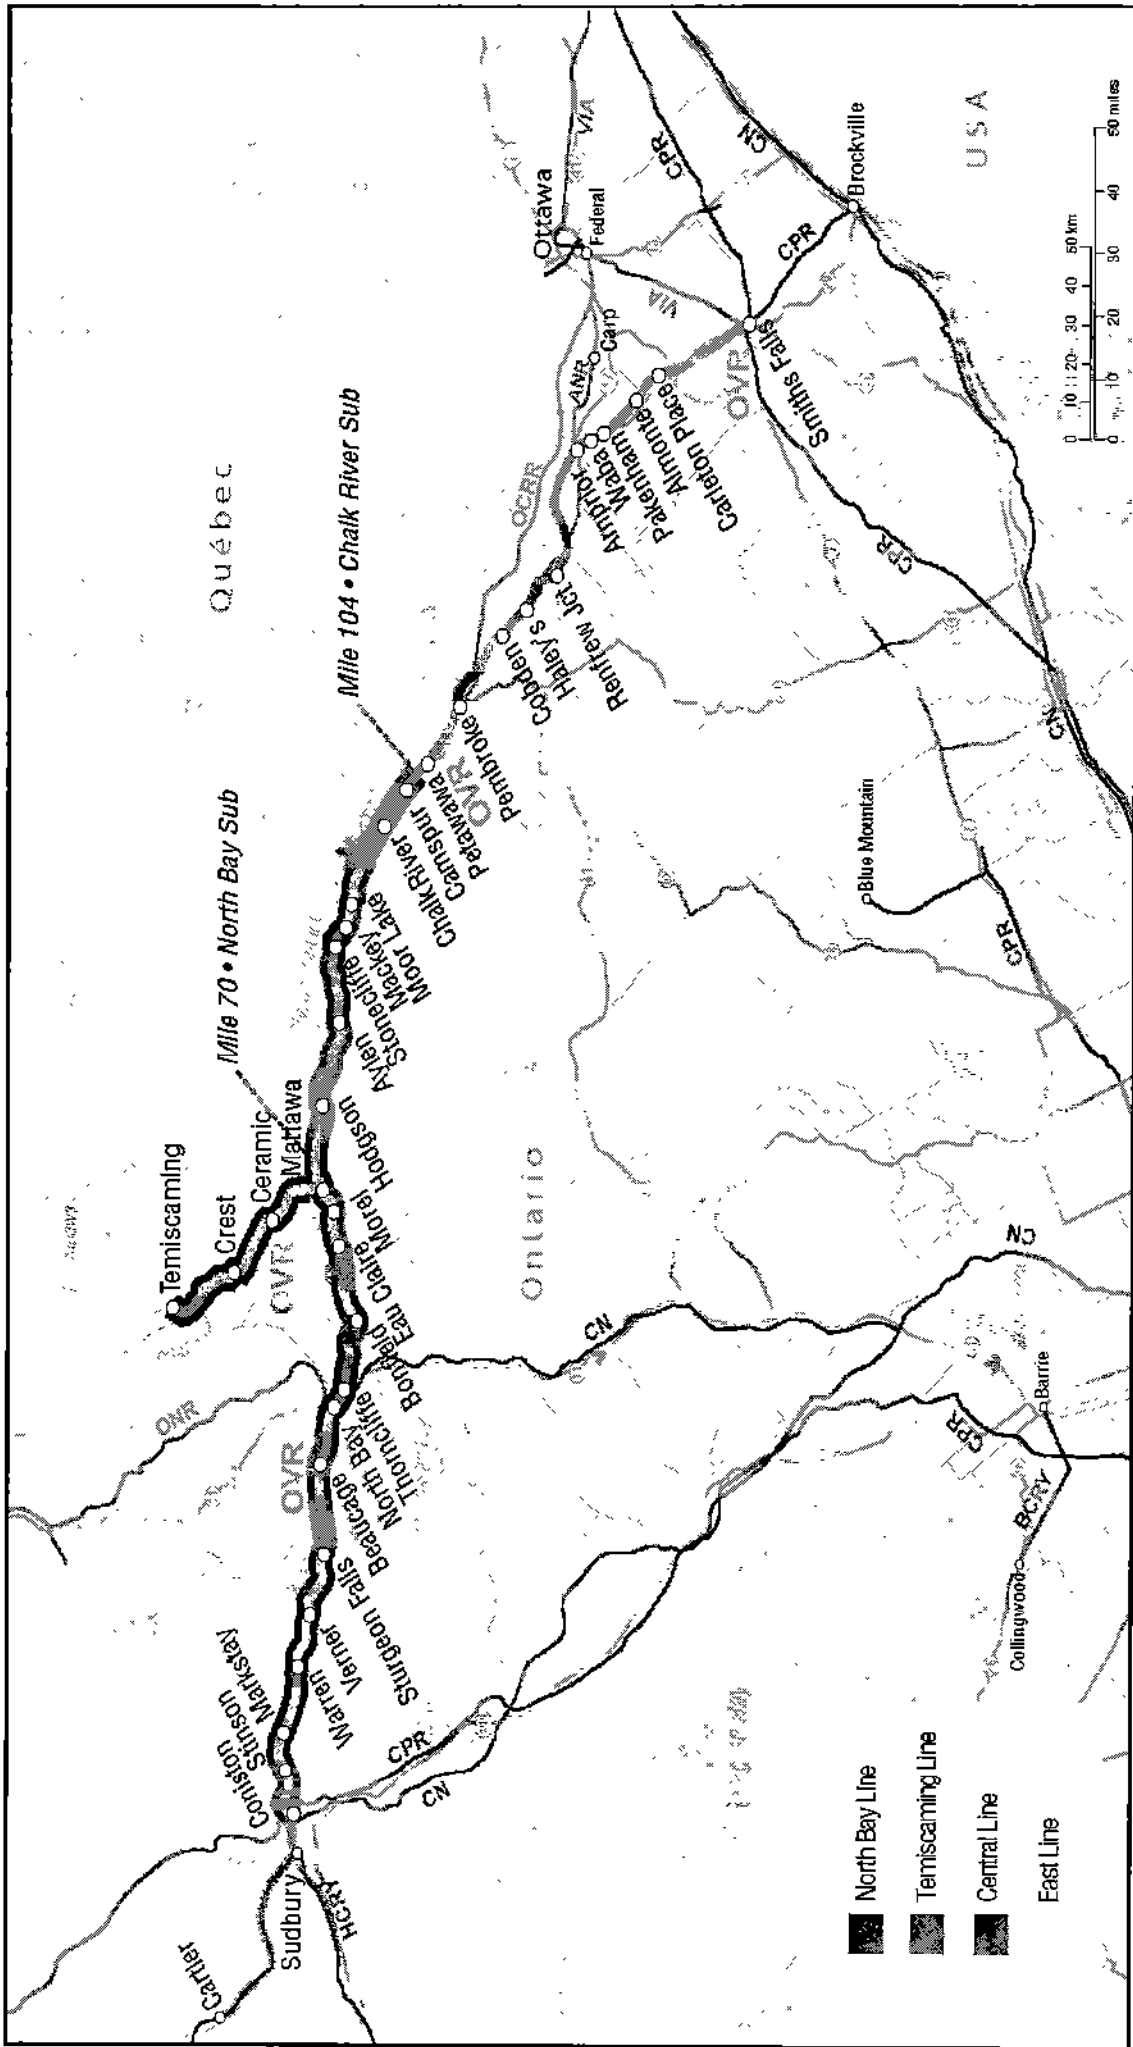 Québec
Mile 104 • Chalk River Sub
Mile 70 • North Bay Sub
Temiscaming
Crest
Ceramic
Mattawa
OVR
ONR
OVR
Cartier
Sudbury
HCRY
Coniston
Stinson
Markstay
Warren
Verner
Sturgeon Falls
Beaucage
North Bay
Thorncliffe
Bonfield
Eau Claire
Morel
Hodgson
Aylen
Stonecliffe
Mackey
Moor Lake
Chalk River
Camspur
Petawawa
OVR
Pembroke
Cobden
Haley's
Renfrew Jct
OCRR
Arnprior
Waba
Pakenham
Almonte
Carleton Place
ANR
Carp
Ottawa
Federal
VIA
VIA
OVR
Smiths Falls
CPR
CPR
CN
Brockville
USA
CPR
CN
Ontario
CN
CN
CPR
CN
CPR
Barrie
BCRY
Collingwood
Blue Mountain
CPR
North Bay Line
Temiscaming Line
Central Line
East Line
0 10 20 30 40 50 km
0 10 20 30 40 50 miles